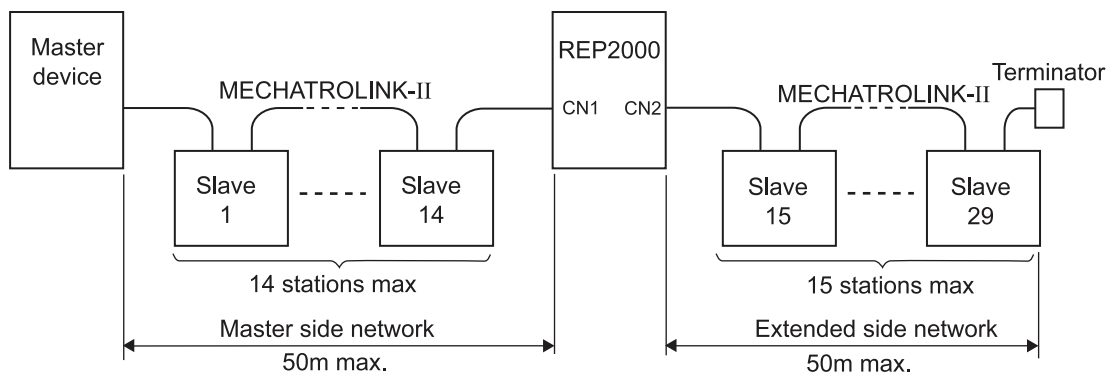 Master
device
MECHATROLINK-II
Slave
1
Slave
14
14 stations max
REP2000
CN1
CN2
MECHATROLINK-II
Terminator
Slave
15
Slave
29
15 stations max
Master side network
50m max.
Extended side network
50m max.